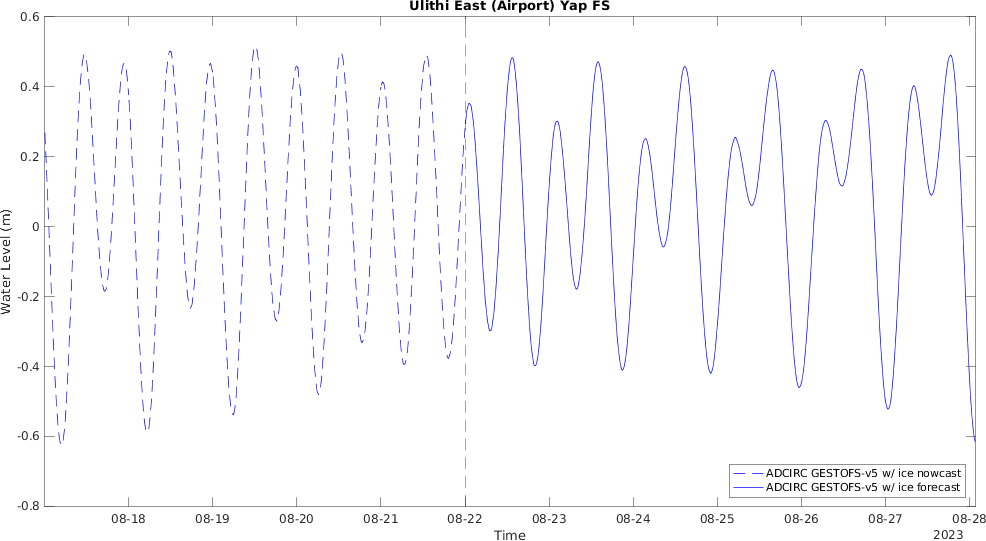 Ulithi East (Airport) Yap FS
0.6
0.4
0.2
0
-0.2
-0.4
-0.6
-0.8
Water Level (m)
08-18 08-19 08-20 08-21 08-22 08-23 08-24 08-25 08-26 08-27 08-28
Time
2023
ADCIRC GESTOFS-v5 w/ ice nowcast
ADCIRC GESTOFS-v5 w/ ice forecast